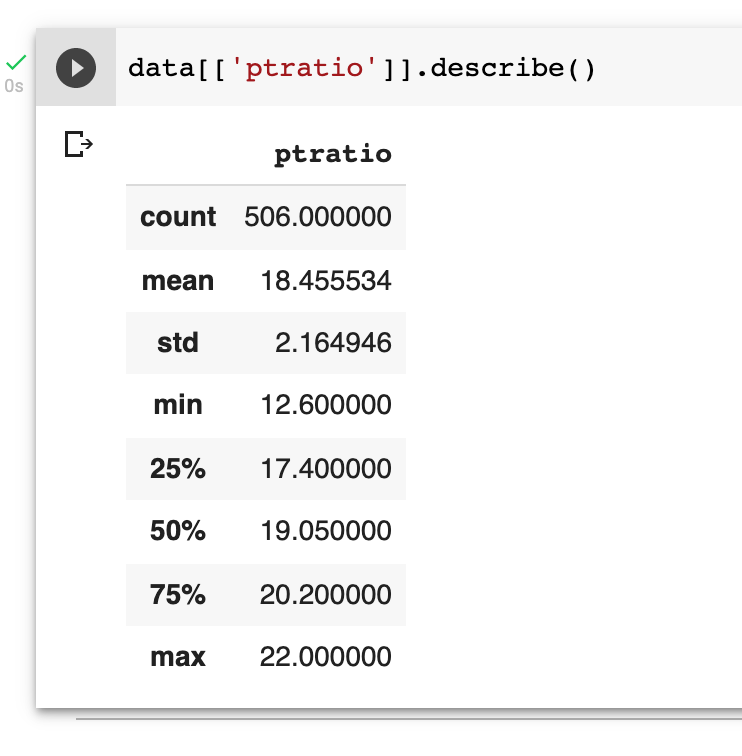 data[['ptratio']].describe()
0s
ptratio
count 506.000000
mean 18.455534
std 2.164946
min 12.600000
25% 17.400000
50% 19.050000
75% 20.200000
max 22.000000